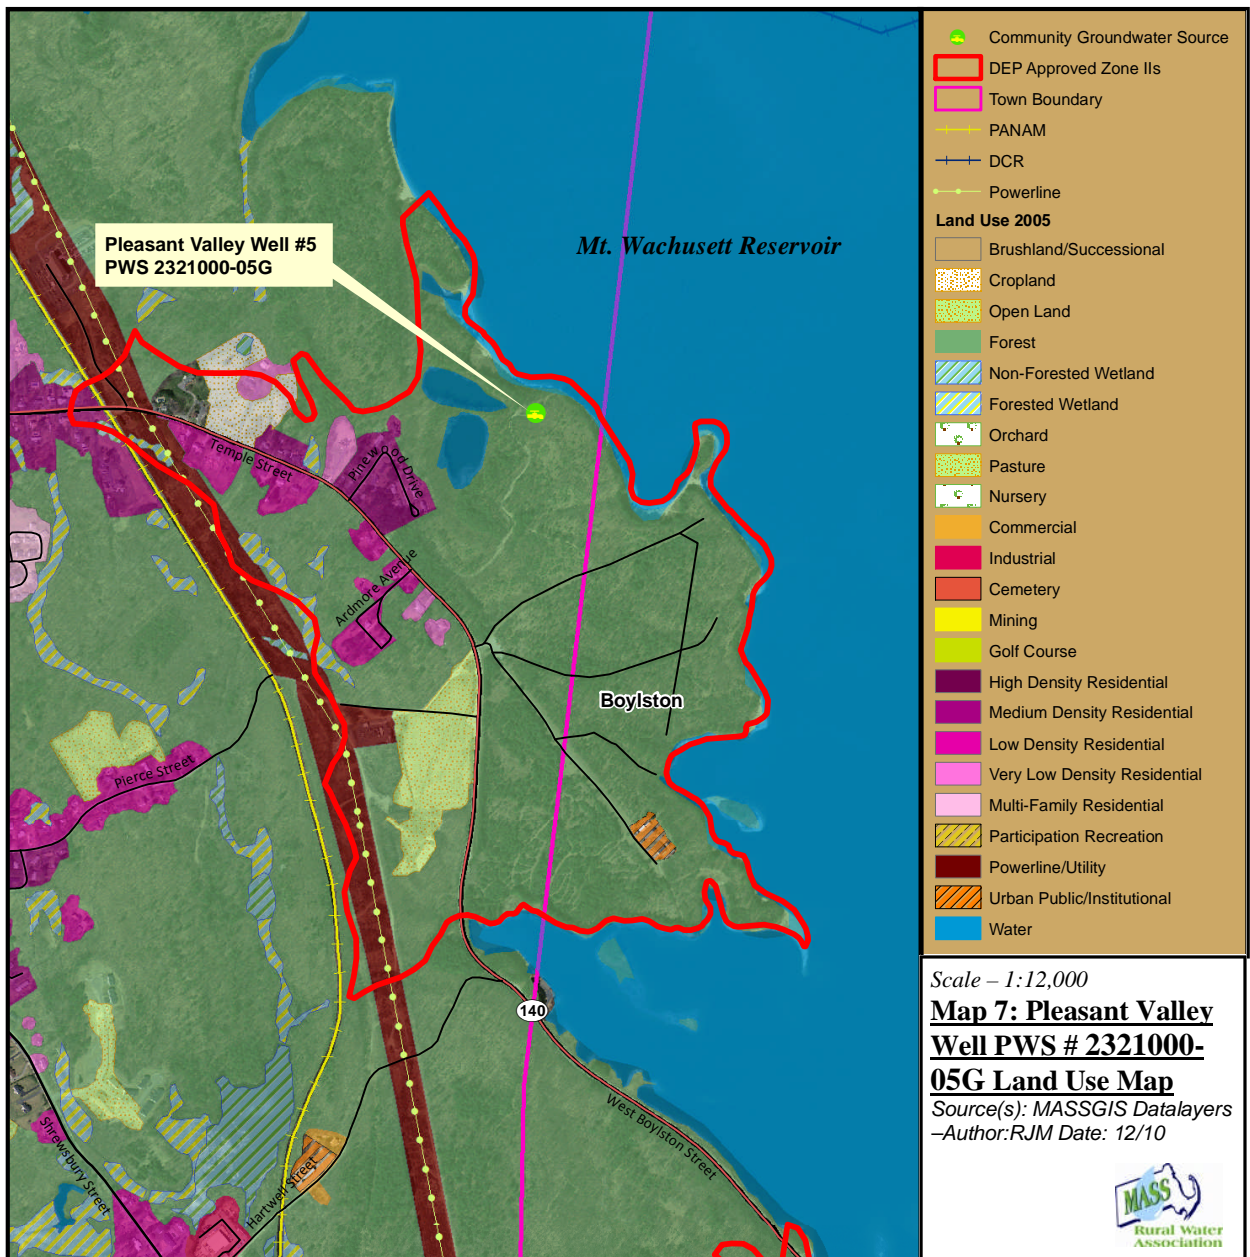 Pleasant Valley Well #5
PWS 2321000-05G
Mt. Wachusett Reservoir
Temple Street
Pinewood Drive
Ardmore Avenue
Boylston
Pierce Street
140
West Boylston Street
Shrewsbury Street
Hartwell Street
Community Groundwater Source
DEP Approved Zone IIs
Town Boundary
PANAM
DCR
Powerline
Land Use 2005
Brushland/Successional
Cropland
Open Land
Forest
Non-Forested Wetland
Forested Wetland
Orchard
Pasture
Nursery
Commercial
Industrial
Cemetery
Mining
Golf Course
High Density Residential
Medium Density Residential
Low Density Residential
Very Low Density Residential
Multi-Family Residential
Participation Recreation
Powerline/Utility
Urban Public/Institutional
Water
Scale – 1:12,000
Map 7: Pleasant Valley
Well PWS # 2321000-
05G Land Use Map
Source(s): MASSGIS Datalayers
–Author:RJM Date: 12/10
MASS
Rural Water
Association